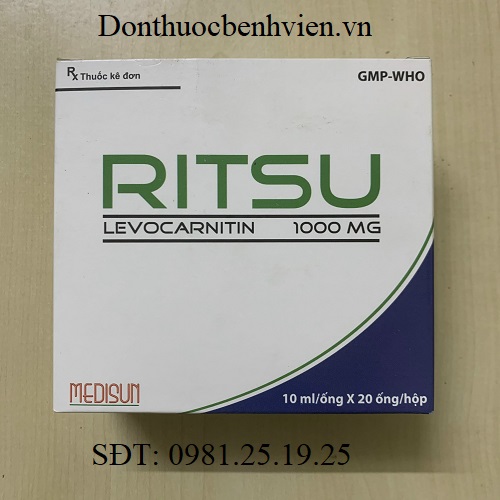 Donthuocbenhvien.vn
Rx Thuốc kê đơn
GMP-WHO
RITSU
LEVOCARNITIN 1000 MG
MEDISUN
10 ml/ống X 20 ống/hộp
SĐT: 0981.25.19.25